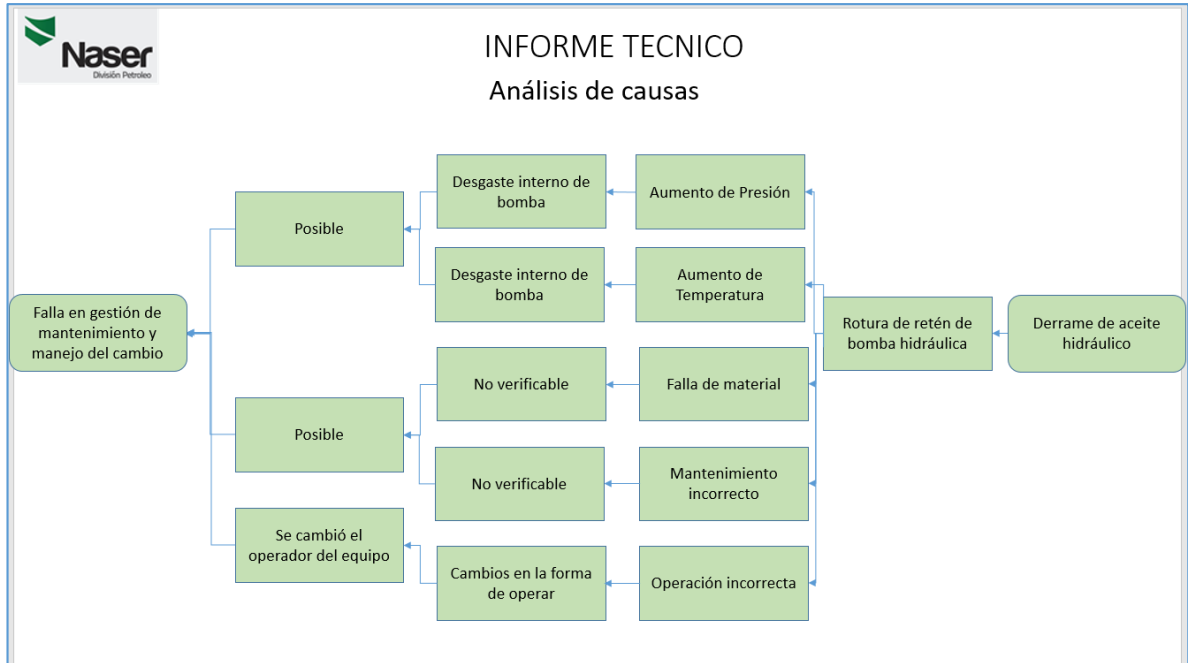 Naser
División Petroleo
INFORME TECNICO
Análisis de causas
Desgaste interno de
bomba
Aumento de Presión
Posible
Desgaste interno de
bomba
Aumento de
Temperatura
Falla en gestión de
mantenimiento y
manejo del cambio
Rotura de retén de
bomba hidráulica
Derrame de aceite
hidráulico
No verificable
Falla de material
Posible
No verificable
Mantenimiento
incorrecto
Se cambió el
operador del equipo
Cambios en la forma
de operar
Operación incorrecta